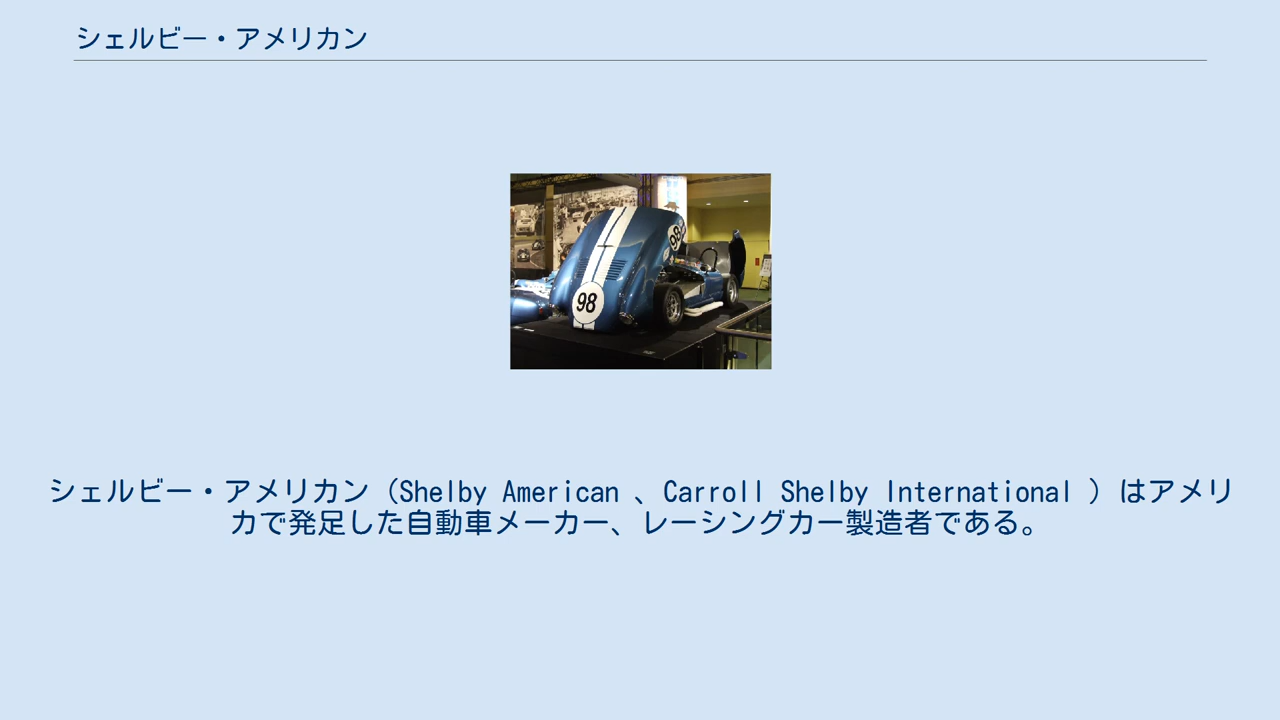 シェルビー・アメリカン
98
98
シェルビー・アメリカン（Shelby American 、Carroll Shelby International ）はアメリ
カで発足した自動車メーカー、レーシングカー製造者である。